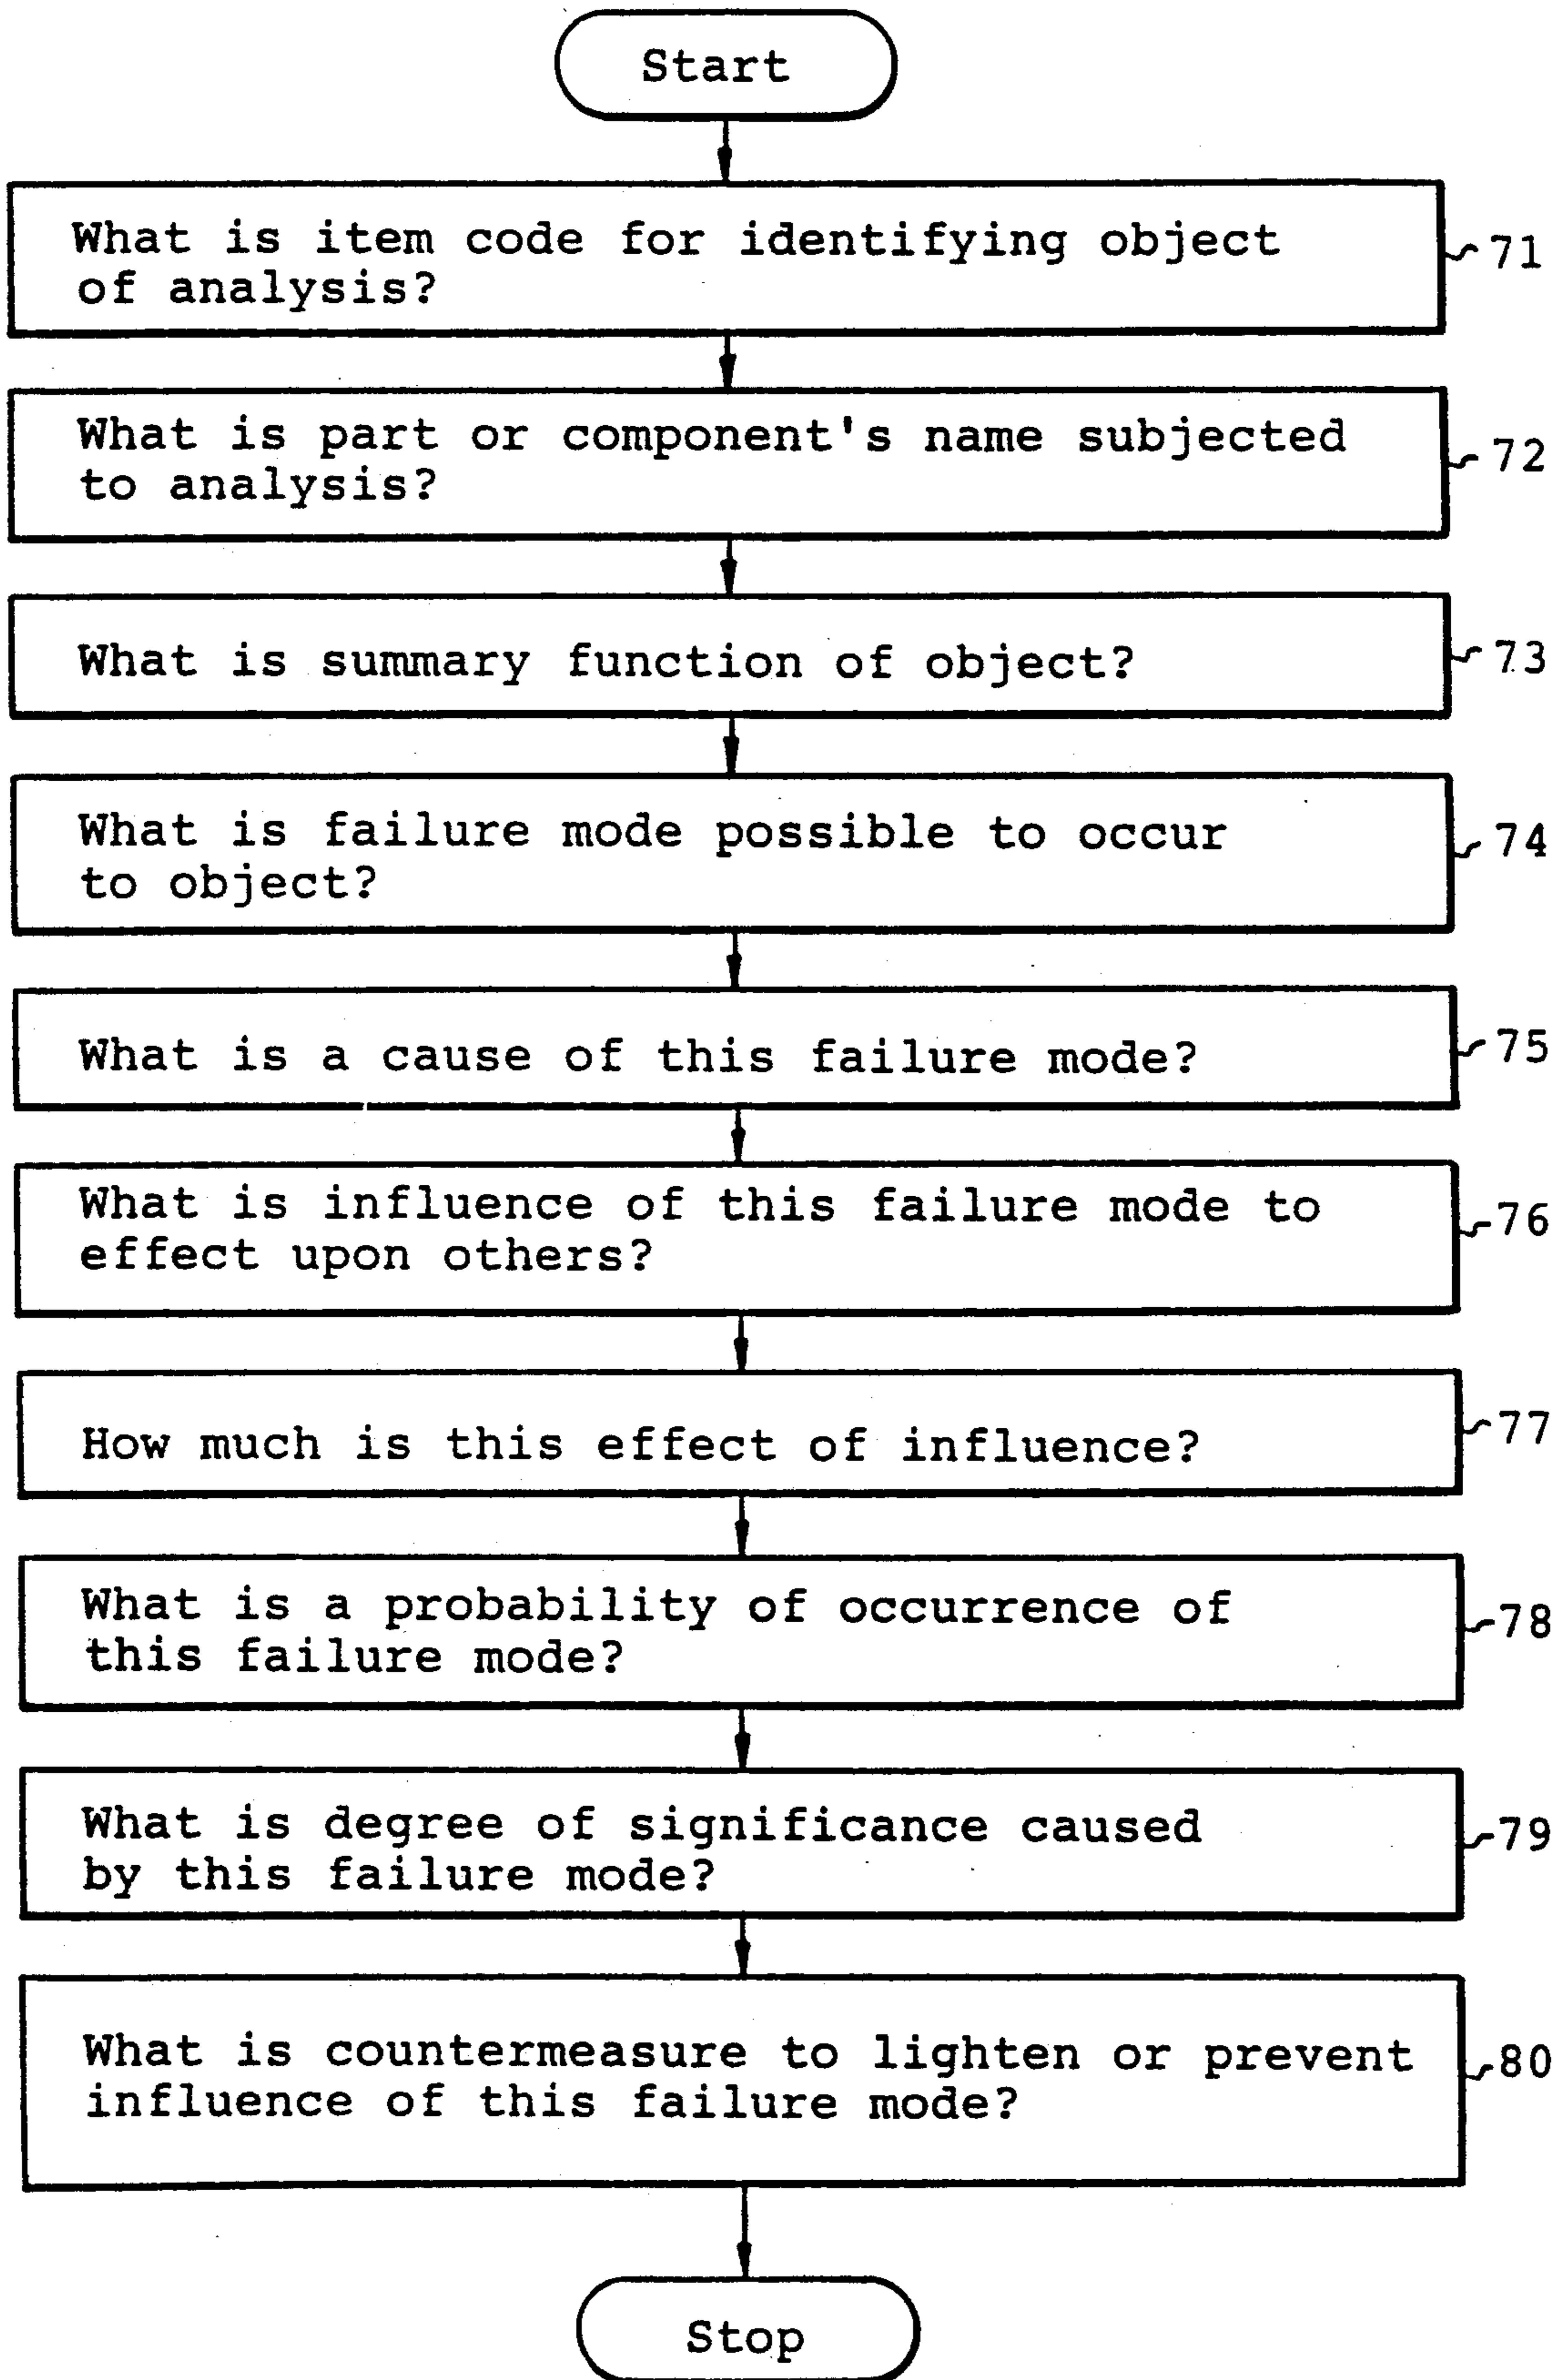 Start
What is item code for identifying object
of analysis?
71
What is part or component's name subjected
to analysis?
72
What is summary function of object?
73
What is failure mode possible to occur
to object?
74
What is a cause of this failure mode?
75
What is influence of this failure mode to
effect upon others?
76
How much is this effect of influence?
77
What is a probability of occurrence of
this failure mode?
78
What is degree of significance caused
by this failure mode?
79
What is countermeasure to lighten or prevent
influence of this failure mode?
80
Stop